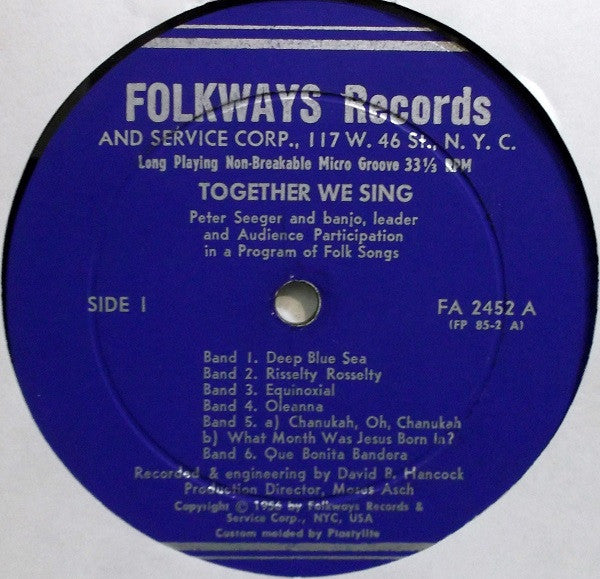 FOLKWAYS Records
AND SERVICE CORP., 117 W. 46 St., N. Y. C.
Long Playing Non-Breakable Micro Groove 33⅓ RPM
TOGETHER WE SING
Peter Seeger and banjo, leader
and Audience Participation
in a Program of Folk Songs
SIDE I
FA 2452 A
(FP 85-2 A)
Band 1. Deep Blue Sea
Band 2. Risselty Rosselty
Band 3. Equinoxial
Band 4. Oleanna
Band 5. a) Chanukah, Oh, Chanukah
b) What Month Was Jesus Born In?
Band 6. Que Bonita Bandera
Recorded & engineering by David B. Hancock
Production Director, Moses Asch
Copyright © 1956 by Folkways Records &
Service Corp., NYC, USA
Custom molded by Plastylite